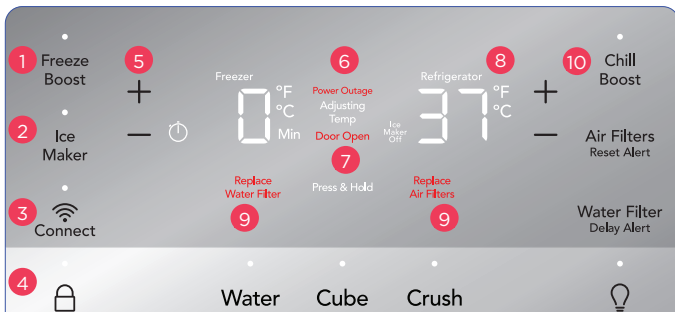 1 Freeze Boost
5
+
Freezer
0 °F
°C
Min
6
Power Outage
Adjusting
Temp
Door Open
Refrigerator
8
Ice
Maker
Off
37 °F
°C
+
10 Chill
Boost
2 Ice
Maker
−
−
Air Filters
Reset Alert
7
Press & Hold
Replace
Water Filter
9
Replace
Air Filters
9
3 Connect
Water Filter
Delay Alert
4
Water
Cube
Crush